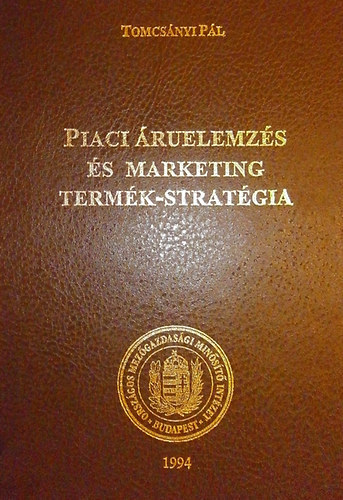 TOMCSÁNYI PÁL
PIACI ÁRUELEMZÉS
ÉS MARKETING
TERMÉK-STRATÉGIA
ORSZÁGOS MEZŐGAZDASÁGI MINŐSÍTŐ INTÉZET
BUDAPEST
1994